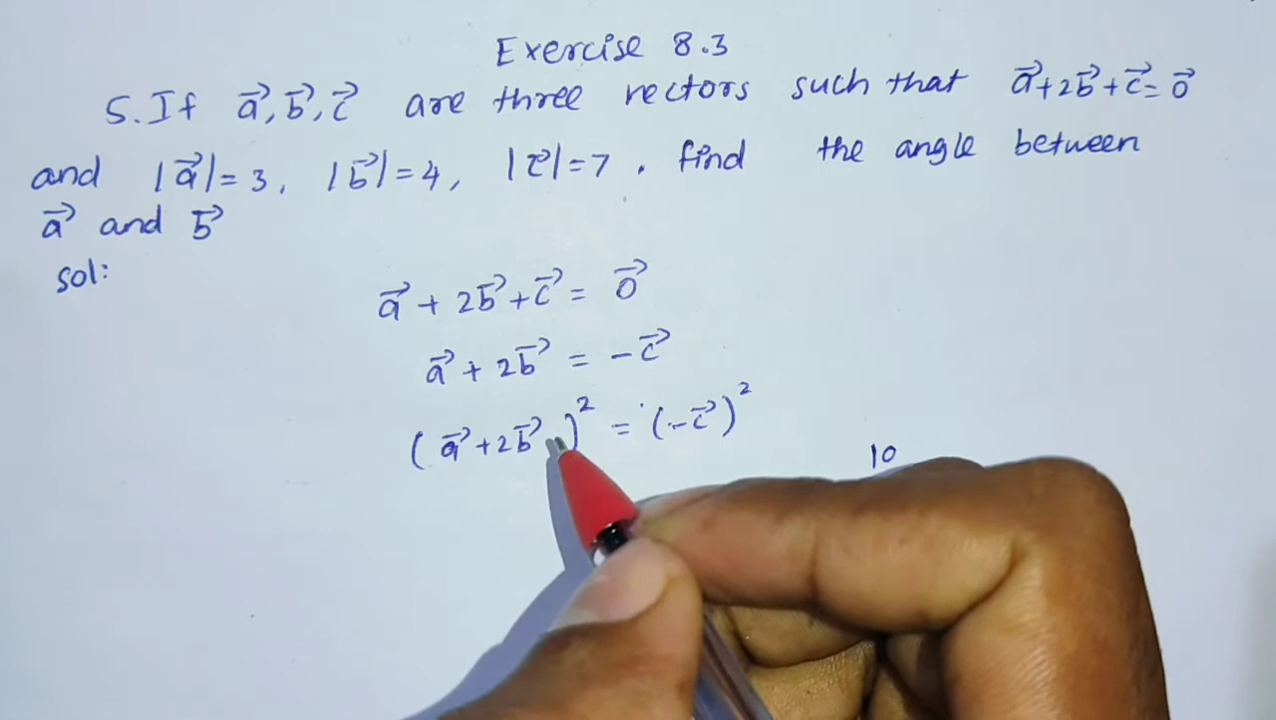 Exercise 8.3
5. If a⃗, b⃗, c⃗ are three vectors such that a⃗+2b⃗+c⃗=0⃗
and |a⃗|=3, |b⃗|=4, |c⃗|=7. find the angle between
a⃗ and b⃗
sol:
a⃗ + 2b⃗ + c⃗ = 0⃗
a⃗ + 2b⃗ = -c⃗
(a⃗ + 2b⃗)² = (-c⃗)²
10